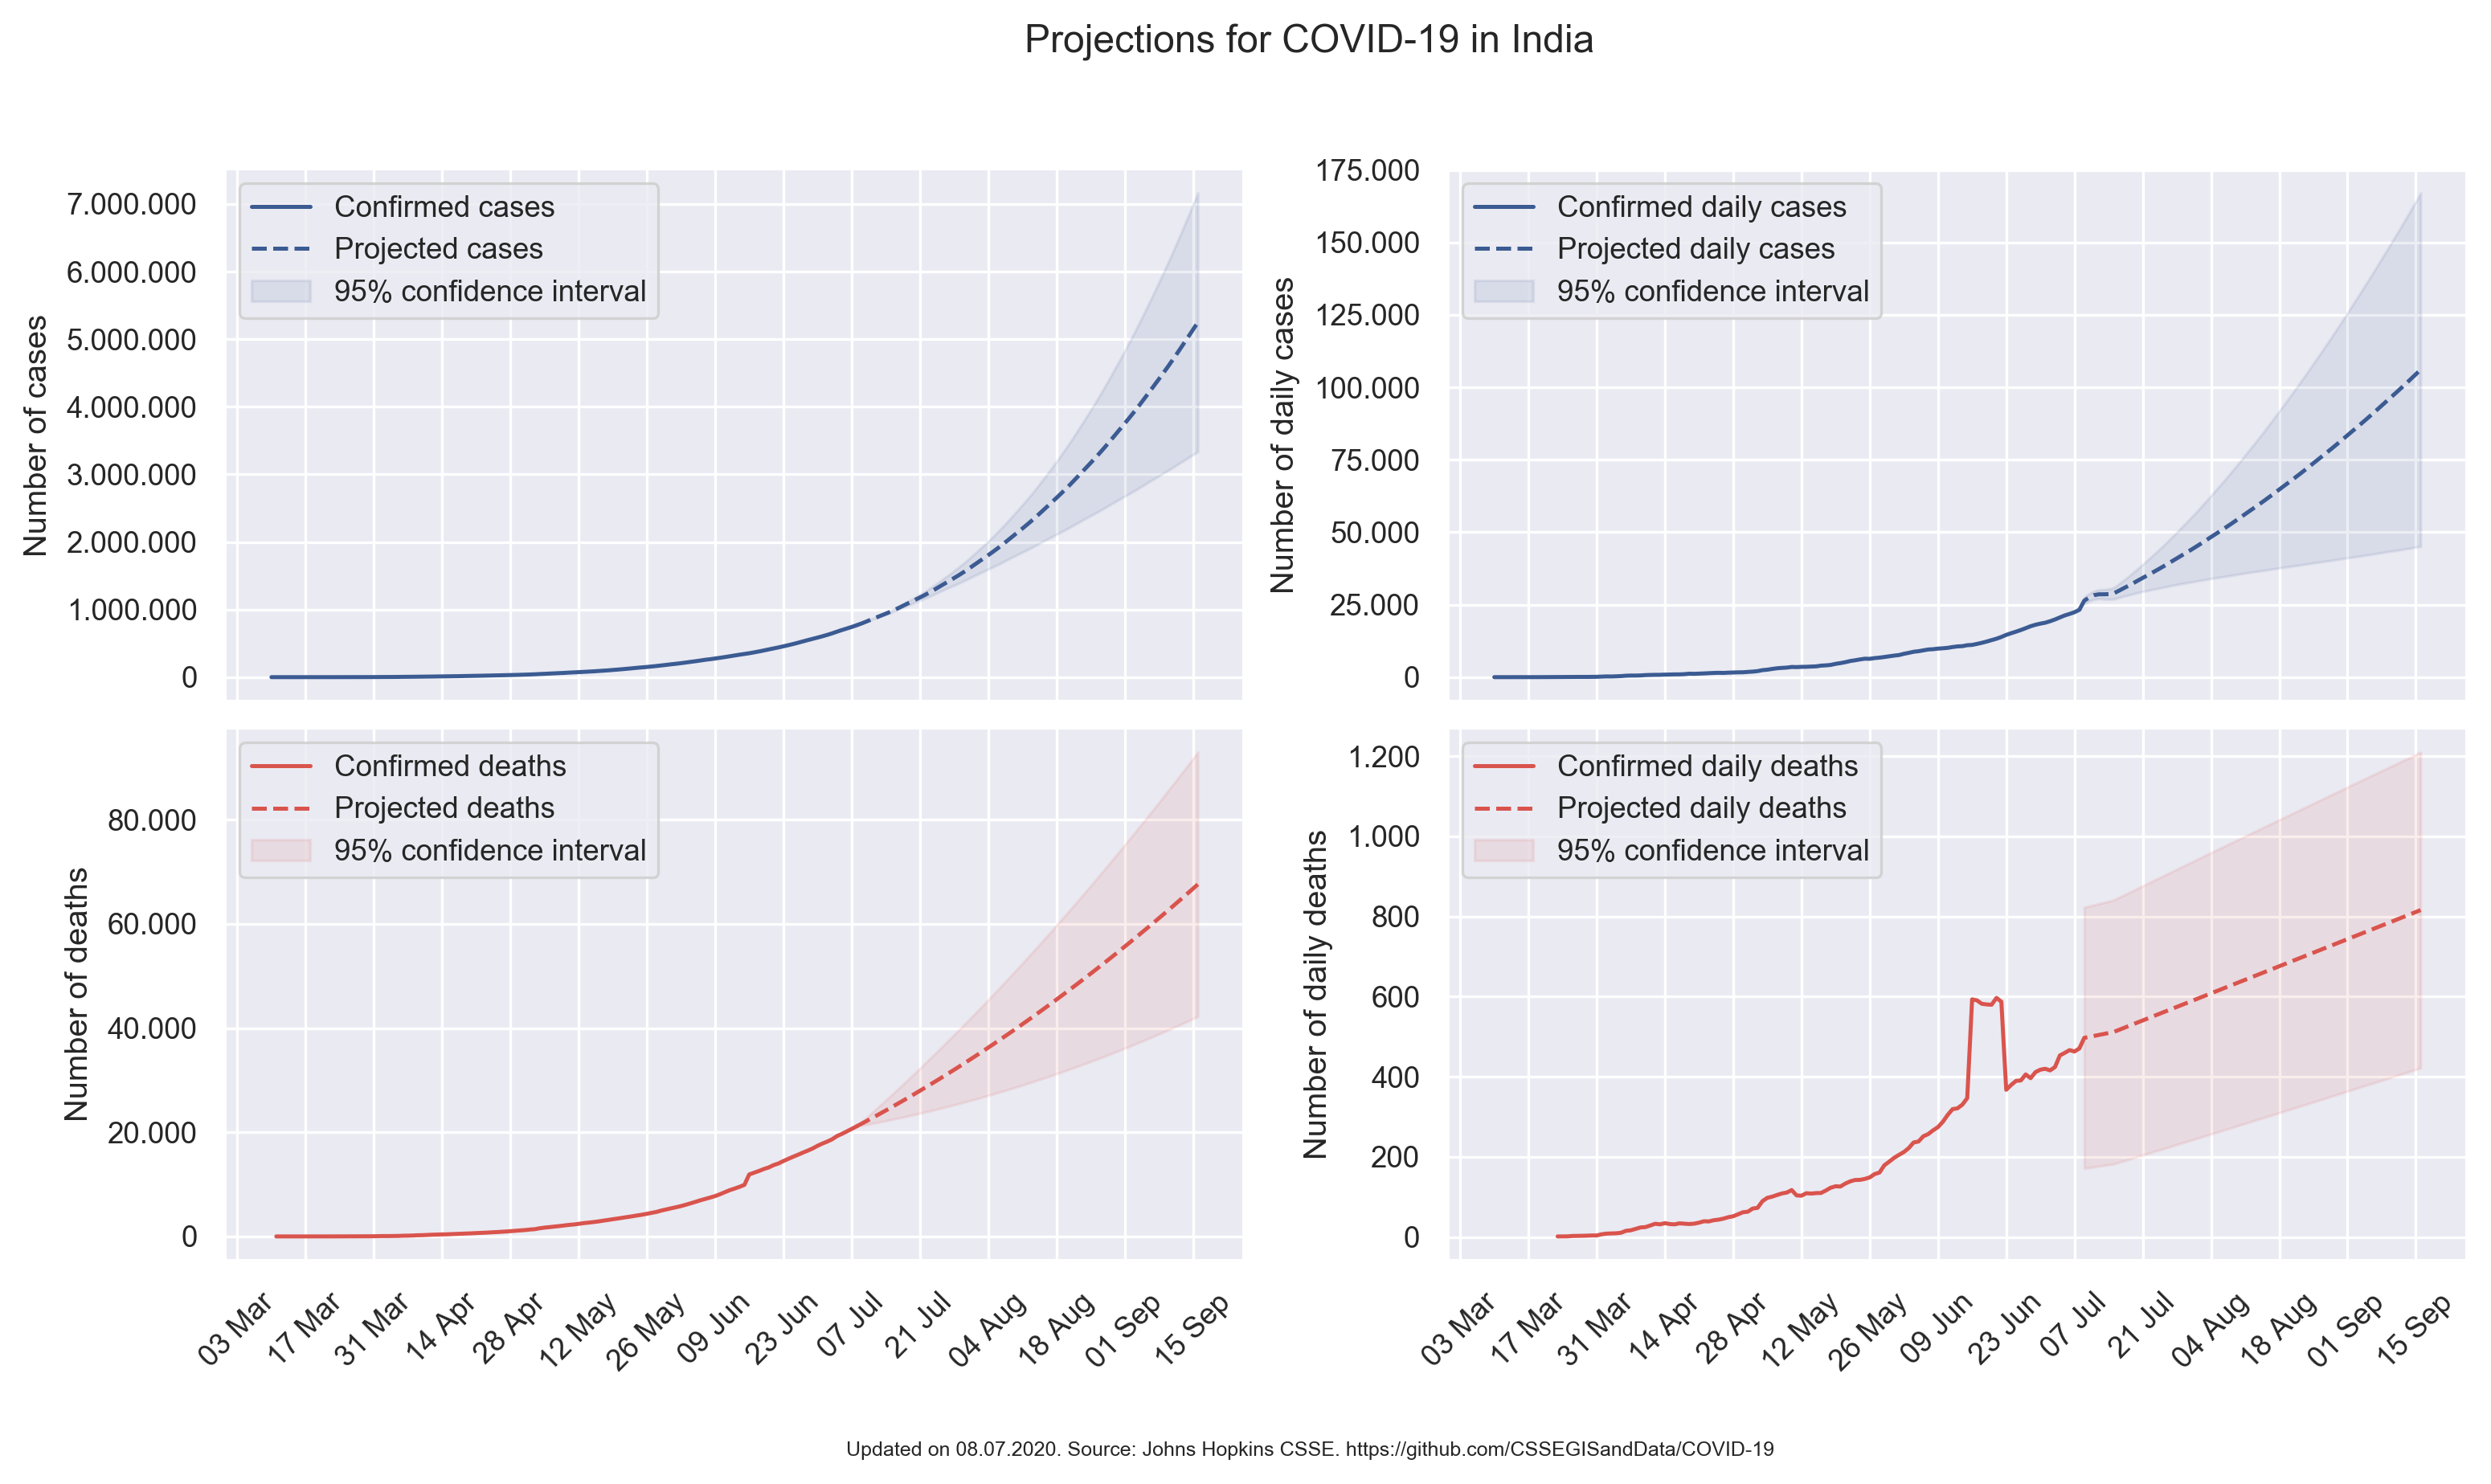 Projections for COVID-19 in India
Number of cases
7.000.000
6.000.000
5.000.000
4.000.000
3.000.000
2.000.000
1.000.000
0
Confirmed cases
Projected cases
95% confidence interval
Number of daily cases
175.000
150.000
125.000
100.000
75.000
50.000
25.000
0
Confirmed daily cases
Projected daily cases
95% confidence interval
Number of deaths
80.000
60.000
40.000
20.000
0
Confirmed deaths
Projected deaths
95% confidence interval
03 Mar
17 Mar
31 Mar
14 Apr
28 Apr
12 May
26 May
09 Jun
23 Jun
07 Jul
21 Jul
04 Aug
18 Aug
01 Sep
15 Sep
Number of daily deaths
1.200
1.000
800
600
400
200
0
Confirmed daily deaths
Projected daily deaths
95% confidence interval
03 Mar
17 Mar
31 Mar
14 Apr
28 Apr
12 May
26 May
09 Jun
23 Jun
07 Jul
21 Jul
04 Aug
18 Aug
01 Sep
15 Sep
Updated on 08.07.2020. Source: Johns Hopkins CSSE. https://github.com/CSSEGISandData/COVID-19